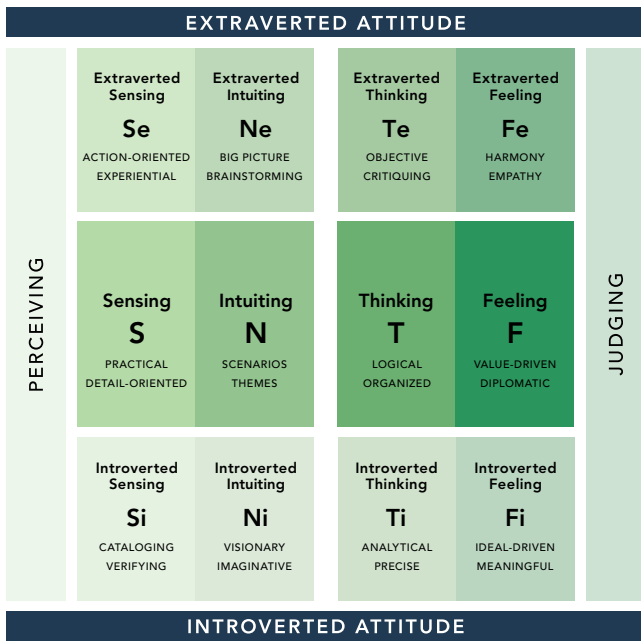 EXTRAVERTED ATTITUDE
PERCEIVING
Extraverted
Sensing
Se
ACTION-ORIENTED
EXPERIENTIAL
Extraverted
Intuiting
Ne
BIG PICTURE
BRAINSTORMING
Extraverted
Thinking
Te
OBJECTIVE
CRITIQUING
Extraverted
Feeling
Fe
HARMONY
EMPATHY
Sensing
S
PRACTICAL
DETAIL-ORIENTED
Intuiting
N
SCENARIOS
THEMES
Thinking
T
LOGICAL
ORGANIZED
Feeling
F
VALUE-DRIVEN
DIPLOMATIC
Introverted
Sensing
Si
CATALOGING
VERIFYING
Introverted
Intuiting
Ni
VISIONARY
IMAGINATIVE
Introverted
Thinking
Ti
ANALYTICAL
PRECISE
Introverted
Feeling
Fi
IDEAL-DRIVEN
MEANINGFUL
JUDGING
INTROVERTED ATTITUDE